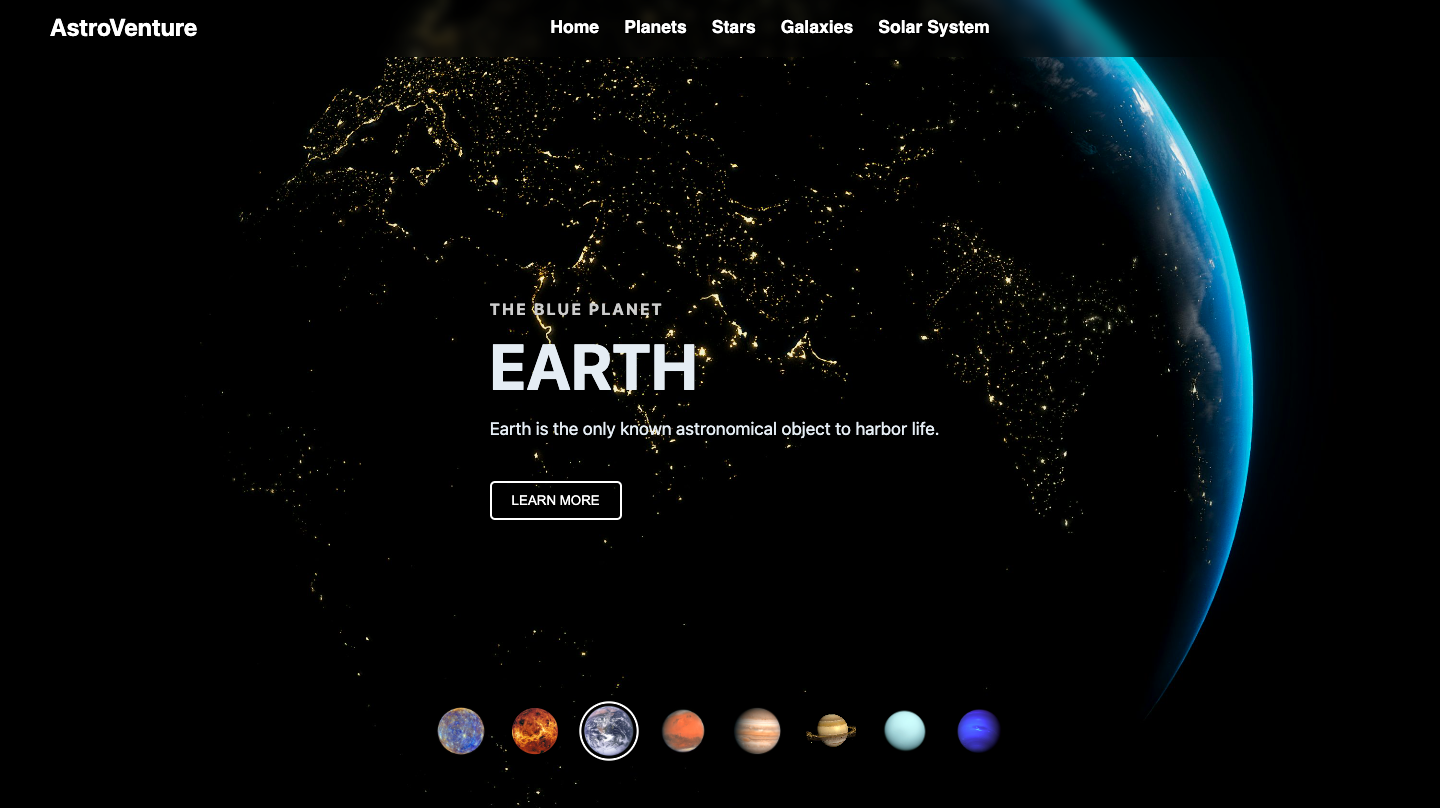 AstroVenture
Home Planets Stars Galaxies Solar System
THE BLUE PLANET
EARTH
Earth is the only known astronomical object to harbor life.
LEARN MORE